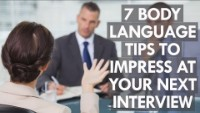 7 BODY
LANGUAGE
TIPS TO
IMPRESS AT
YOUR NEXT
INTERVIEW